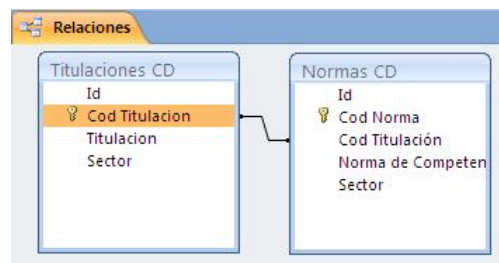 Relaciones
Titulaciones CD
Id
Cod Titulacion
Titulacion
Sector
Normas CD
Id
Cod Norma
Cod Titulación
Norma de Competen
Sector